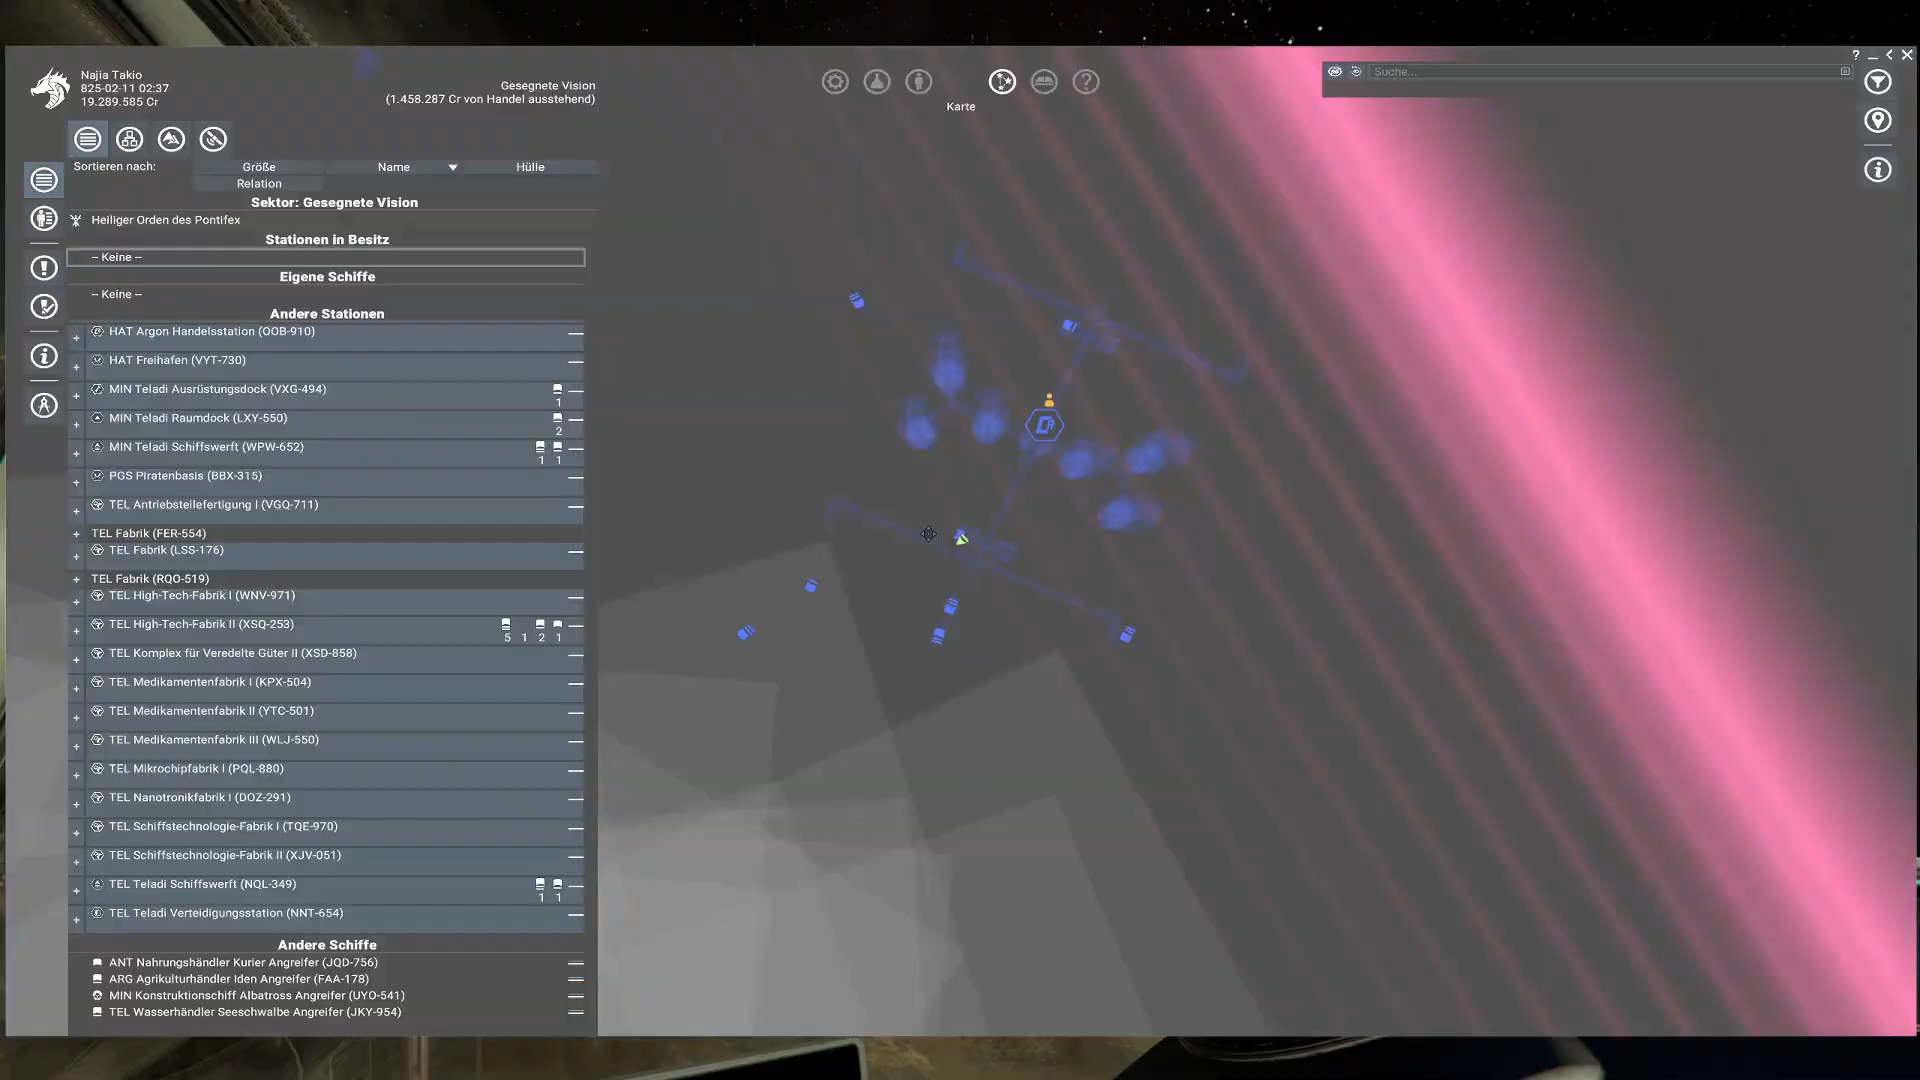 Najia Takio
825-02-11 02:37
19.289.585 Cr
Gesegnete Vision
(1.458.287 Cr von Handel ausstehend)
Karte
Suche...
Sortieren nach:
Größe
Name
Hülle
Relation
Sektor: Gesegnete Vision
Heiliger Orden des Pontifex
Stationen in Besitz
-- Keine --
Eigene Schiffe
-- Keine --
Andere Stationen
HAT Argon Handelsstation (OOB-910)
HAT Freihafen (VYT-730)
MIN Teladi Ausrüstungsdock (VXG-494)
1
MIN Teladi Raumdock (LXY-550)
2
MIN Teladi Schiffswerft (WPW-652)
1 1
PGS Piratenbasis (BBX-315)
TEL Antriebsteilefertigung I (VGQ-711)
TEL Fabrik (FER-554)
TEL Fabrik (LSS-176)
TEL Fabrik (RQO-519)
TEL High-Tech-Fabrik I (WNV-971)
TEL High-Tech-Fabrik II (XSQ-253)
5 1 2 1
TEL Komplex für Veredelte Güter II (XSD-858)
TEL Medikamentenfabrik I (KPX-504)
TEL Medikamentenfabrik II (YTC-501)
TEL Medikamentenfabrik III (WLJ-550)
TEL Mikrochipfabrik I (PQL-880)
TEL Nanotronikfabrik I (DOZ-291)
TEL Schiffstechnologie-Fabrik I (TQE-970)
TEL Schiffstechnologie-Fabrik II (XJV-051)
TEL Teladi Schiffswerft (NQL-349)
1 1
TEL Teladi Verteidigungsstation (NNT-654)
Andere Schiffe
ANT Nahrungshändler Kurier Angreifer (JQD-756)
ARG Agrikulturhändler Iden Angreifer (FAA-178)
MIN Konstruktionschiff Albatross Angreifer (UYO-541)
TEL Wasserhändler Seeschwalbe Angreifer (JKY-954)